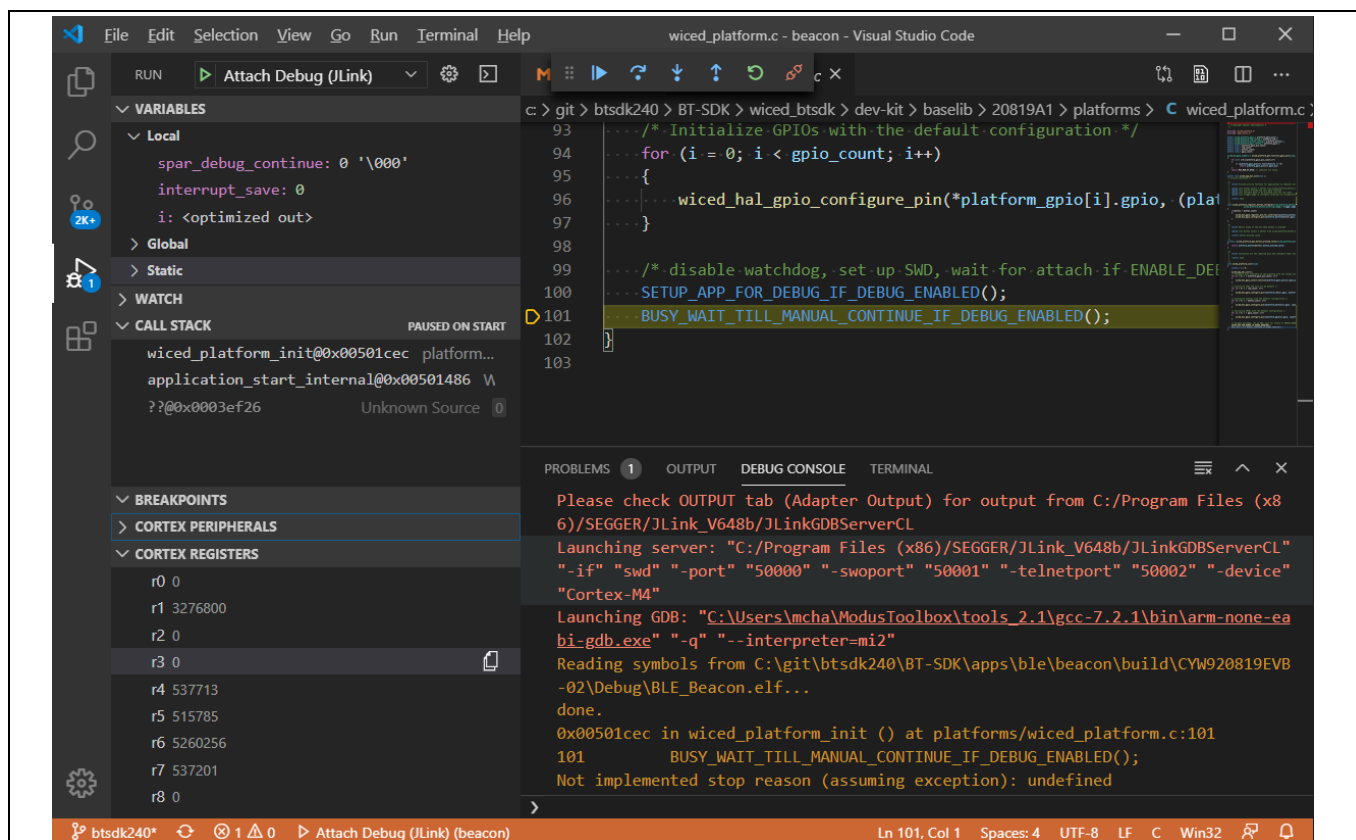 File Edit Selection View Go Run Terminal Help
wiced_platform.c - beacon - Visual Studio Code
RUN Attach Debug (JLink)
M c
VARIABLES
Local
spar_debug_continue: 0 '\000'
interrupt_save: 0
i: <optimized out>
Global
Static
WATCH
CALL STACK PAUSED ON START
wiced_platform_init@0x00501cec platform...
application_start_internal@0x00501486 W
??@0x0003ef26 Unknown Source 0
BREAKPOINTS
CORTEX PERIPHERALS
CORTEX REGISTERS
r0 0
r1 3276800
r2 0
r3 0
r4 537713
r5 515785
r6 5260256
r7 537201
r8 0
2K+
1
c: > git > btsdk240 > BT-SDK > wiced_btsdk > dev-kit > baselib > 20819A1 > platforms > C wiced_platform.c >
93 ····/*·Initialize·GPIOs·with·the·default·configuration·*/
94 ····for·(i·=·0;·i·<·gpio_count;·i++)
95 ····{
96 ········wiced_hal_gpio_configure_pin(*platform_gpio[i].gpio,·(plat
97 ····}
98
99 ····/*·disable·watchdog,·set·up·SWD,·wait·for·attach·if·ENABLE_DEB
100 ····SETUP_APP_FOR_DEBUG_IF_DEBUG_ENABLED();
101 ····BUSY_WAIT_TILL_MANUAL_CONTINUE_IF_DEBUG_ENABLED();
102 }
103
PROBLEMS 1 OUTPUT DEBUG CONSOLE TERMINAL
Please check OUTPUT tab (Adapter Output) for output from C:/Program Files (x8
6)/SEGGER/JLink_V648b/JLinkGDBServerCL
Launching server: "C:/Program Files (x86)/SEGGER/JLink_V648b/JLinkGDBServerCL"
"-if" "swd" "-port" "50000" "-swoport" "50001" "-telnetport" "50002" "-device"
"Cortex-M4"
Launching GDB: "C:\Users\mcha\ModusToolbox\tools_2.1\gcc-7.2.1\bin\arm-none-ea
bi-gdb.exe" "-q" "--interpreter=mi2"
Reading symbols from C:\git\btsdk240\BT-SDK\apps\ble\beacon\build\CYW920819EVB
-02\Debug\BLE_Beacon.elf...
done.
0x00501cec in wiced_platform_init () at platforms/wiced_platform.c:101
101 BUSY_WAIT_TILL_MANUAL_CONTINUE_IF_DEBUG_ENABLED();
Not implemented stop reason (assuming exception): undefined
btsdk240* 1 0 Attach Debug (JLink) (beacon) Ln 101, Col 1 Spaces: 4 UTF-8 LF C Win32